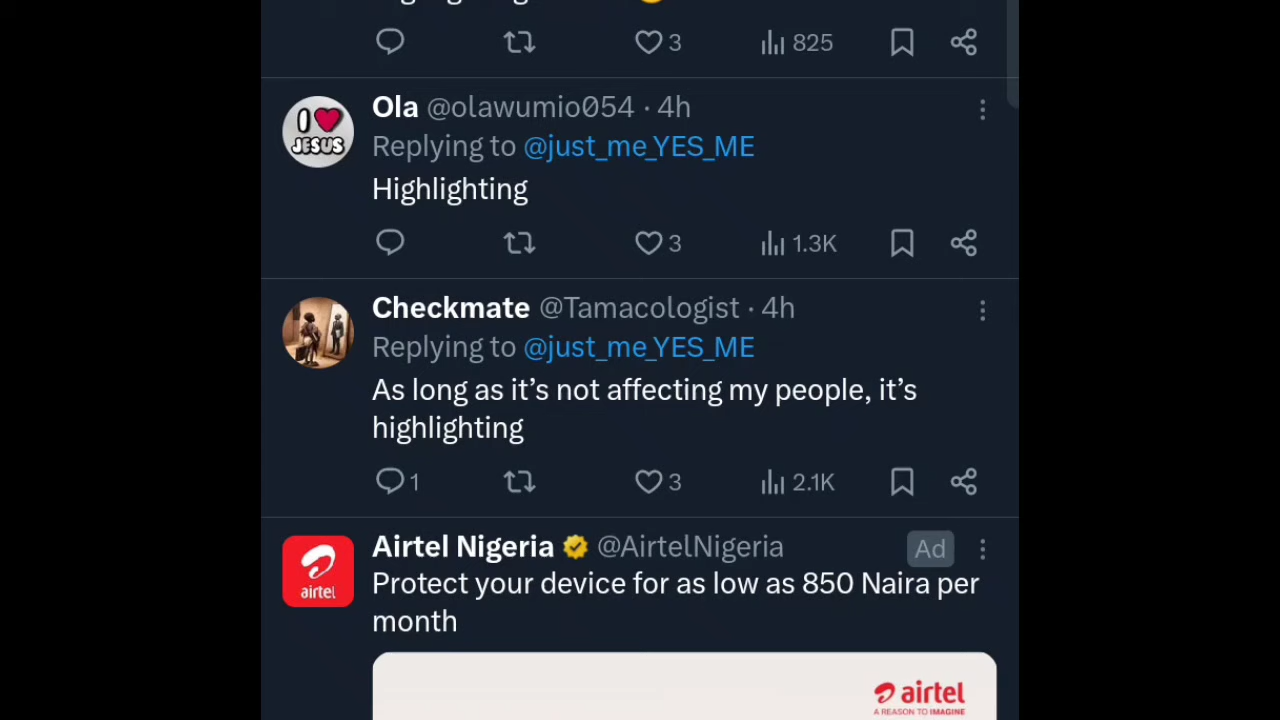 3 825
Ola @olawumio054 · 4h
I
JESUS
Replying to @just_me_YES_ME
Highlighting
3 1.3K
Checkmate @Tamacologist · 4h
Replying to @just_me_YES_ME
As long as it’s not affecting my people, it’s
highlighting
1 3 2.1K
Airtel Nigeria @AirtelNigeria Ad
airtel
Protect your device for as low as 850 Naira per
month
airtel
A REASON TO IMAGINE